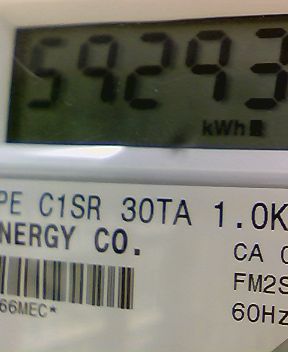 59293
kWh
PE C1SR 30TA 1.0K
NERGY CO.
CA
FM2S
66MEC*
60Hz